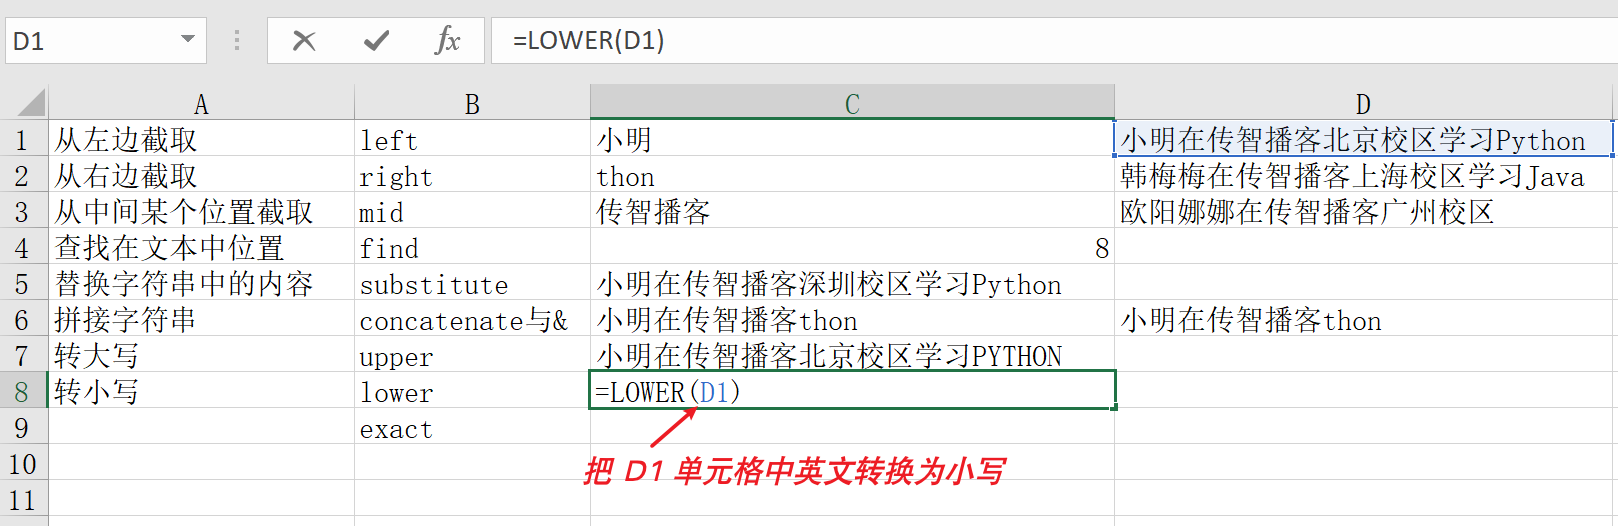 D1 =LOWER(D1)
A B C D
1 从左边截取 left 小明 小明在传智播客北京校区学习Python
2 从右边截取 right thon 韩梅梅在传智播客上海校区学习Java
3 从中间某个位置截取 mid 传智播客 欧阳娜娜在传智播客广州校区
4 查找在文本中位置 find 8
5 替换字符串中的内容 substitute 小明在传智播客深圳校区学习Python
6 拼接字符串 concatenate与& 小明在传智播客thon 小明在传智播客thon
7 转大写 upper 小明在传智播客北京校区学习PYTHON
8 转小写 lower =LOWER(D1)
9 exact
10 把 D1 单元格中英文转换为小写
11